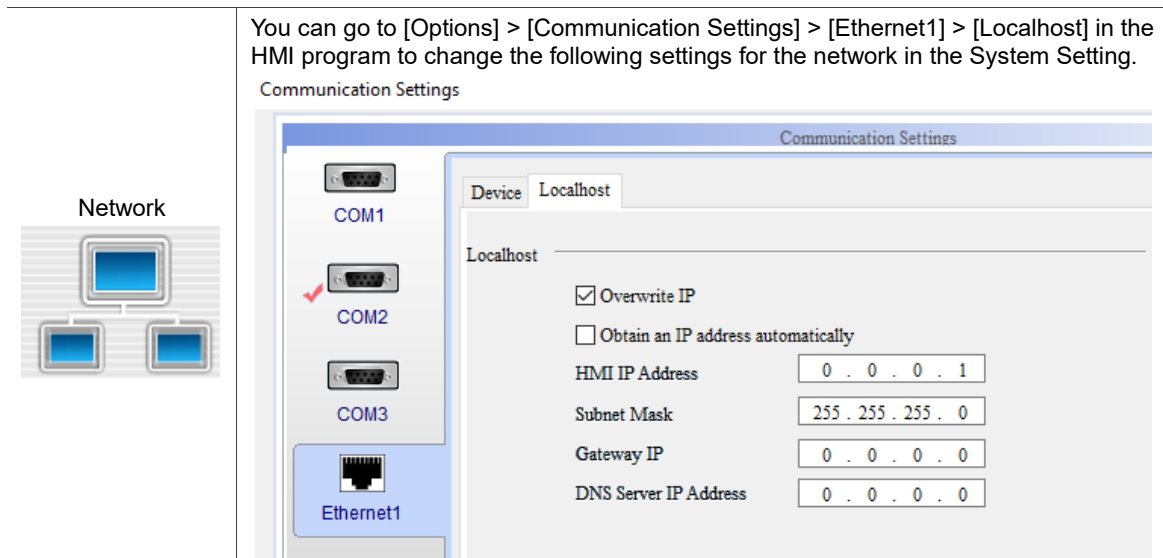 You can go to [Options] > [Communication Settings] > [Ethernet1] > [Localhost] in the
HMI program to change the following settings for the network in the System Setting.
Communication Settings
Communication Settings
Network
COM1
COM2
COM3
Ethernet1
Device Localhost
Localhost
Overwrite IP
Obtain an IP address automatically
HMI IP Address 0 . 0 . 0 . 1
Subnet Mask 255 . 255 . 255 . 0
Gateway IP 0 . 0 . 0 . 0
DNS Server IP Address 0 . 0 . 0 . 0